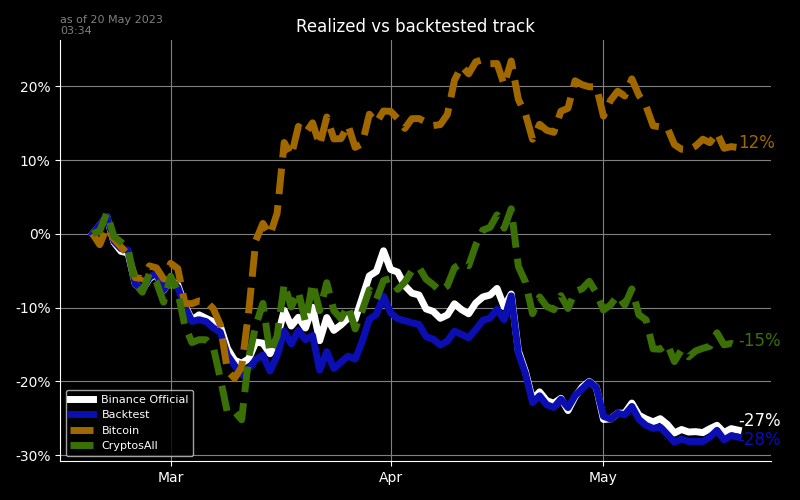 as of 20 May 2023
03:34
Realized vs backtested track
20%
10%
0%
-10%
-20%
-30%
12%
-15%
-27%
-28%
Binance Official
Backtest
Bitcoin
CryptosAll
Mar
Apr
May